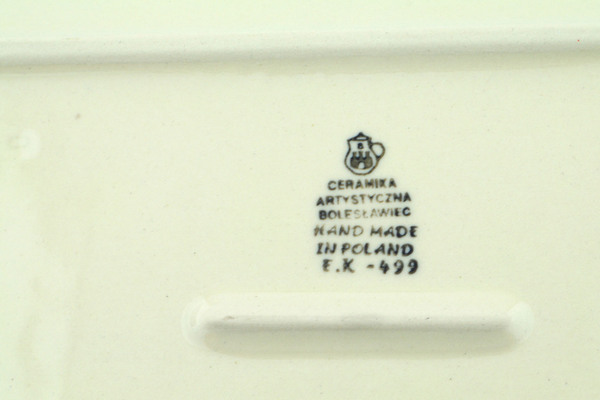 B
CERAMIKA
ARTYSTYCZNA
BOLESŁAWIEC
HAND MADE
IN POLAND
E.K -499